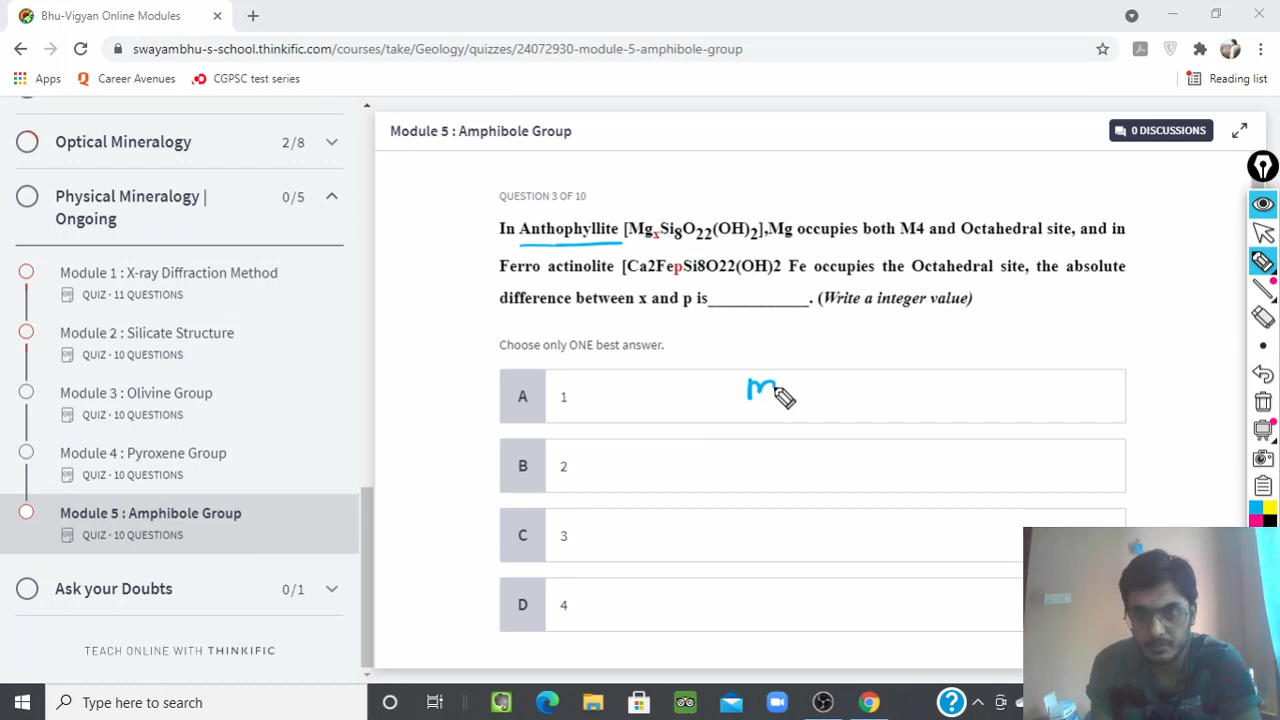 Bhu-Vigyan Online Modules
swayambhu-s-school.thinkific.com/courses/take/Geology/quizzes/24072930-module-5-amphibole-group
Apps Career Avenues CGPSC test series Reading list
Optical Mineralogy 2/8
Physical Mineralogy | 0/5
Ongoing
Module 1 : X-ray Diffraction Method
QUIZ · 11 QUESTIONS
Module 2 : Silicate Structure
QUIZ · 10 QUESTIONS
Module 3 : Olivine Group
QUIZ · 10 QUESTIONS
Module 4 : Pyroxene Group
QUIZ · 10 QUESTIONS
Module 5 : Amphibole Group
QUIZ · 10 QUESTIONS
Ask your Doubts 0/1
TEACH ONLINE WITH THINKIFIC
Module 5 : Amphibole Group 0 DISCUSSIONS
QUESTION 3 OF 10
In Anthophyllite [MgxSi8O22(OH)2],Mg occupies both M4 and Octahedral site, and in
Ferro actinolite [Ca2FepSi8O22(OH)2 Fe occupies the Octahedral site, the absolute
difference between x and p is____________. (Write a integer value)
Choose only ONE best answer.
A 1 m
B 2
C 3
D 4
Type here to search